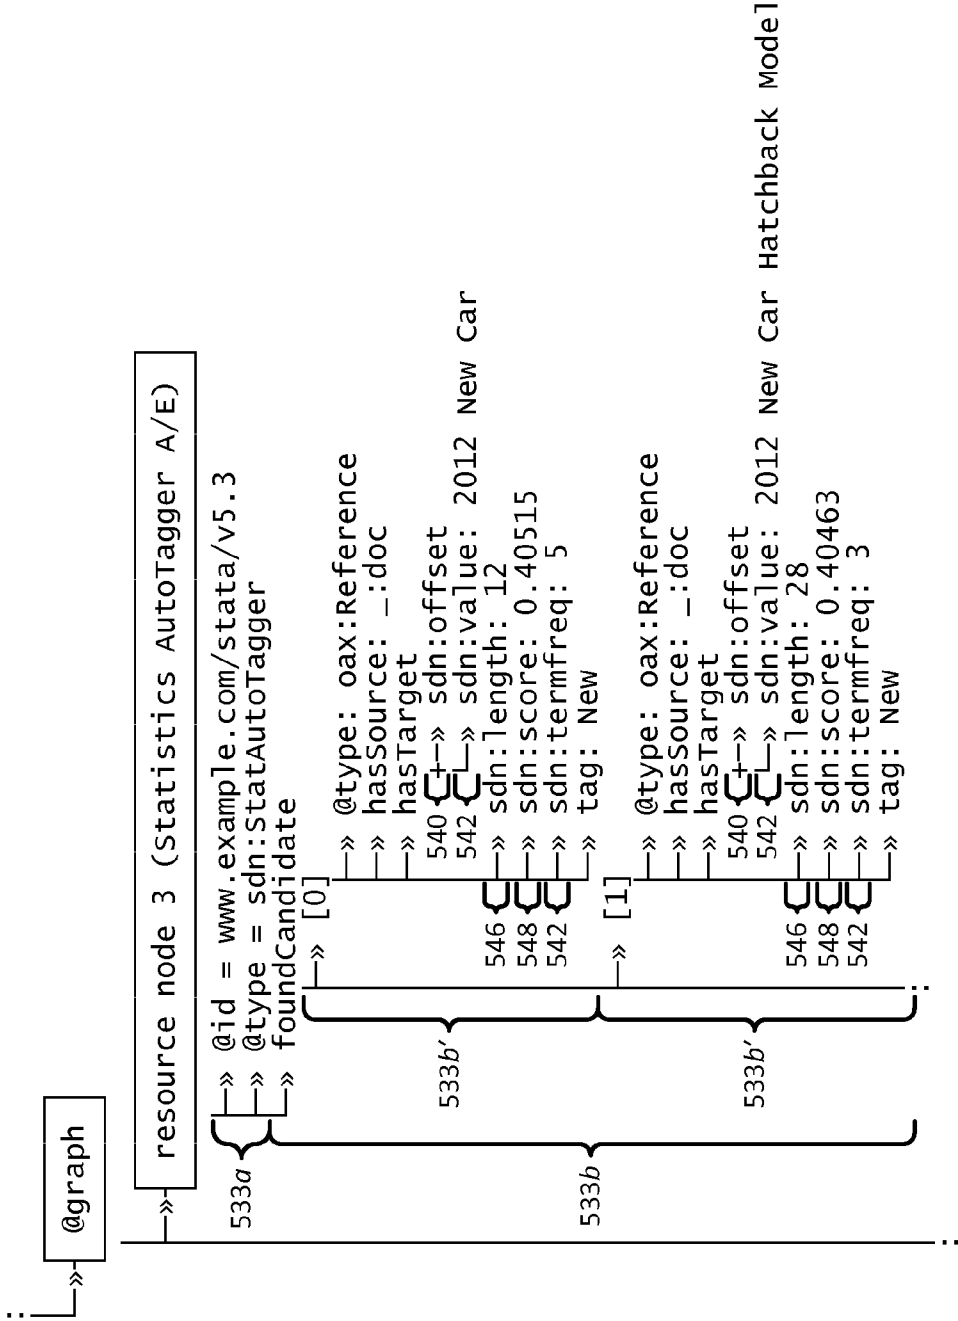 @graph
resource node 3 (Statistics AutoTagger A/E)
533a
@id = www.example.com/stata/v5.3
@type = sdn:StatAutoTagger
533b
foundCandidate
533b'
[0]
@type: oax:Reference
hasSource: _:doc
hasTarget
540 sdn:offset
542 sdn:value: 2012 New Car
546 sdn:length: 12
548 sdn:score: 0.40515
542 sdn:termfreq: 5
tag: New
533b'
[1]
@type: oax:Reference
hasSource: _:doc
hasTarget
540 sdn:offset
542 sdn:value: 2012 New Car Hatchback Model
546 sdn:length: 28
548 sdn:score: 0.40463
542 sdn:termfreq: 3
tag: New